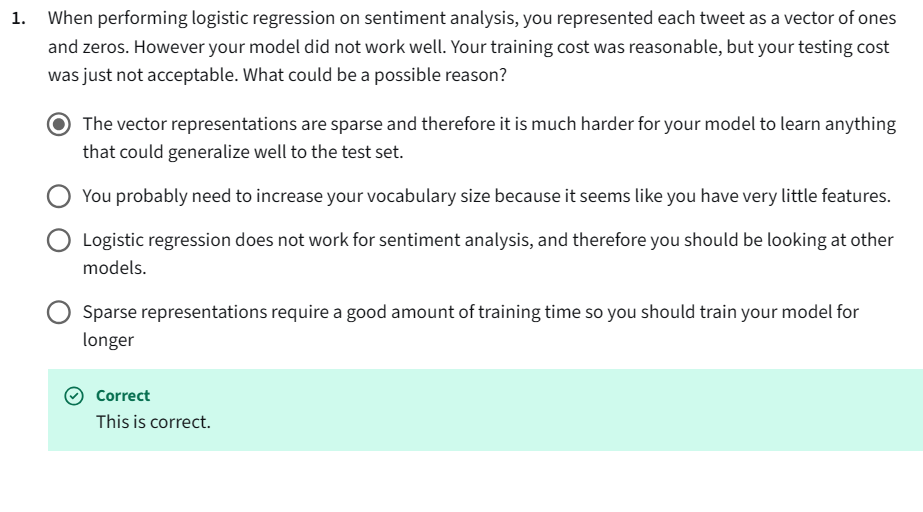 1. When performing logistic regression on sentiment analysis, you represented each tweet as a vector of ones
and zeros. However your model did not work well. Your training cost was reasonable, but your testing cost
was just not acceptable. What could be a possible reason?
The vector representations are sparse and therefore it is much harder for your model to learn anything
that could generalize well to the test set.
You probably need to increase your vocabulary size because it seems like you have very little features.
Logistic regression does not work for sentiment analysis, and therefore you should be looking at other
models.
Sparse representations require a good amount of training time so you should train your model for
longer
Correct
This is correct.